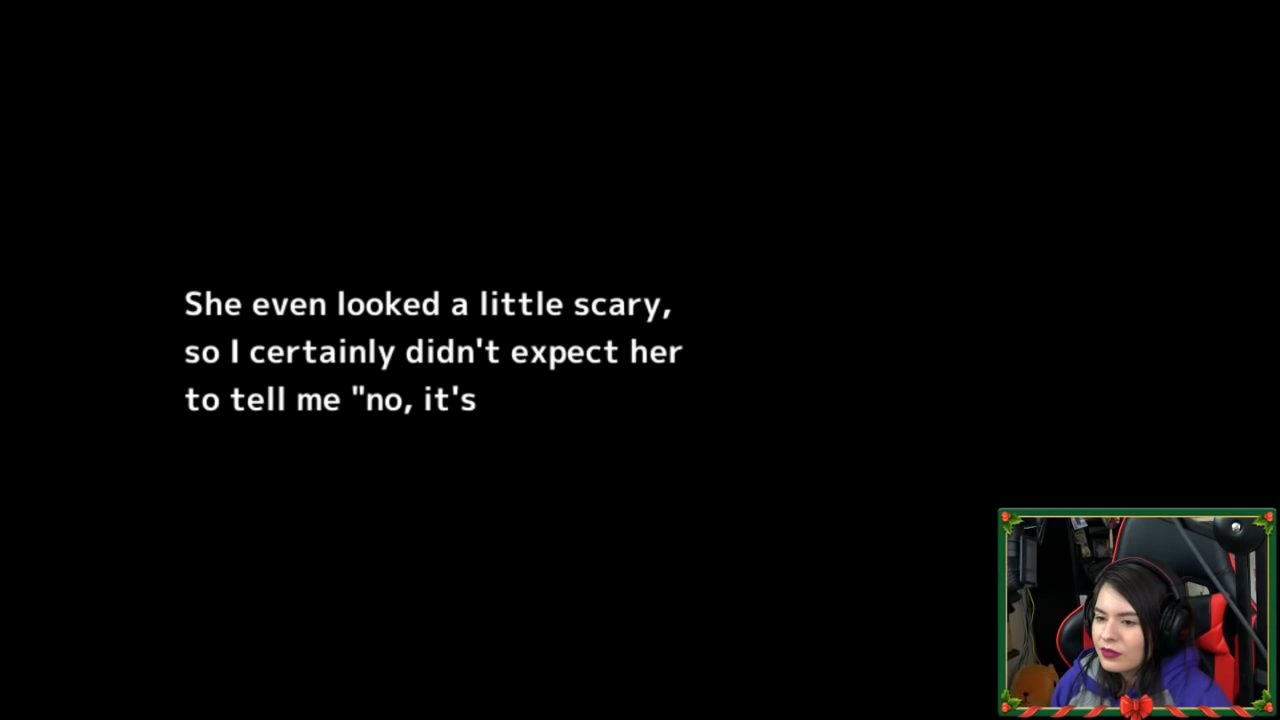 She even looked a little scary,
so I certainly didn't expect her
to tell me "no, it's